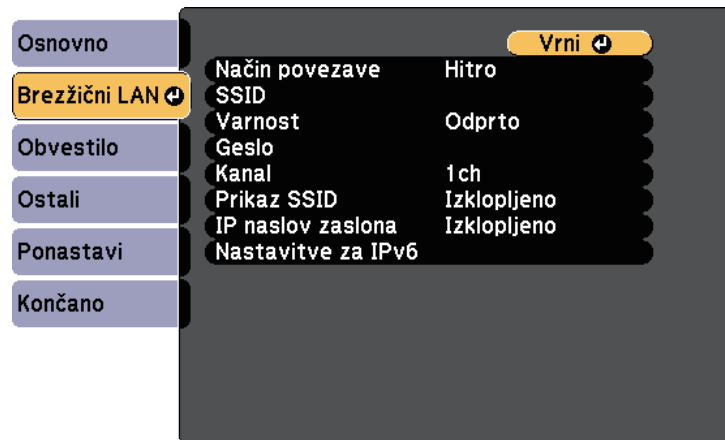 Osnovno
Brezžični LAN
Obvestilo
Ostali
Ponastavi
Končano
Vrni
Način povezave Hitro
SSID
Varnost Odprto
Geslo
Kanal 1ch
Prikaz SSID Izklopljeno
IP naslov zaslona Izklopljeno
Nastavitve za IPv6